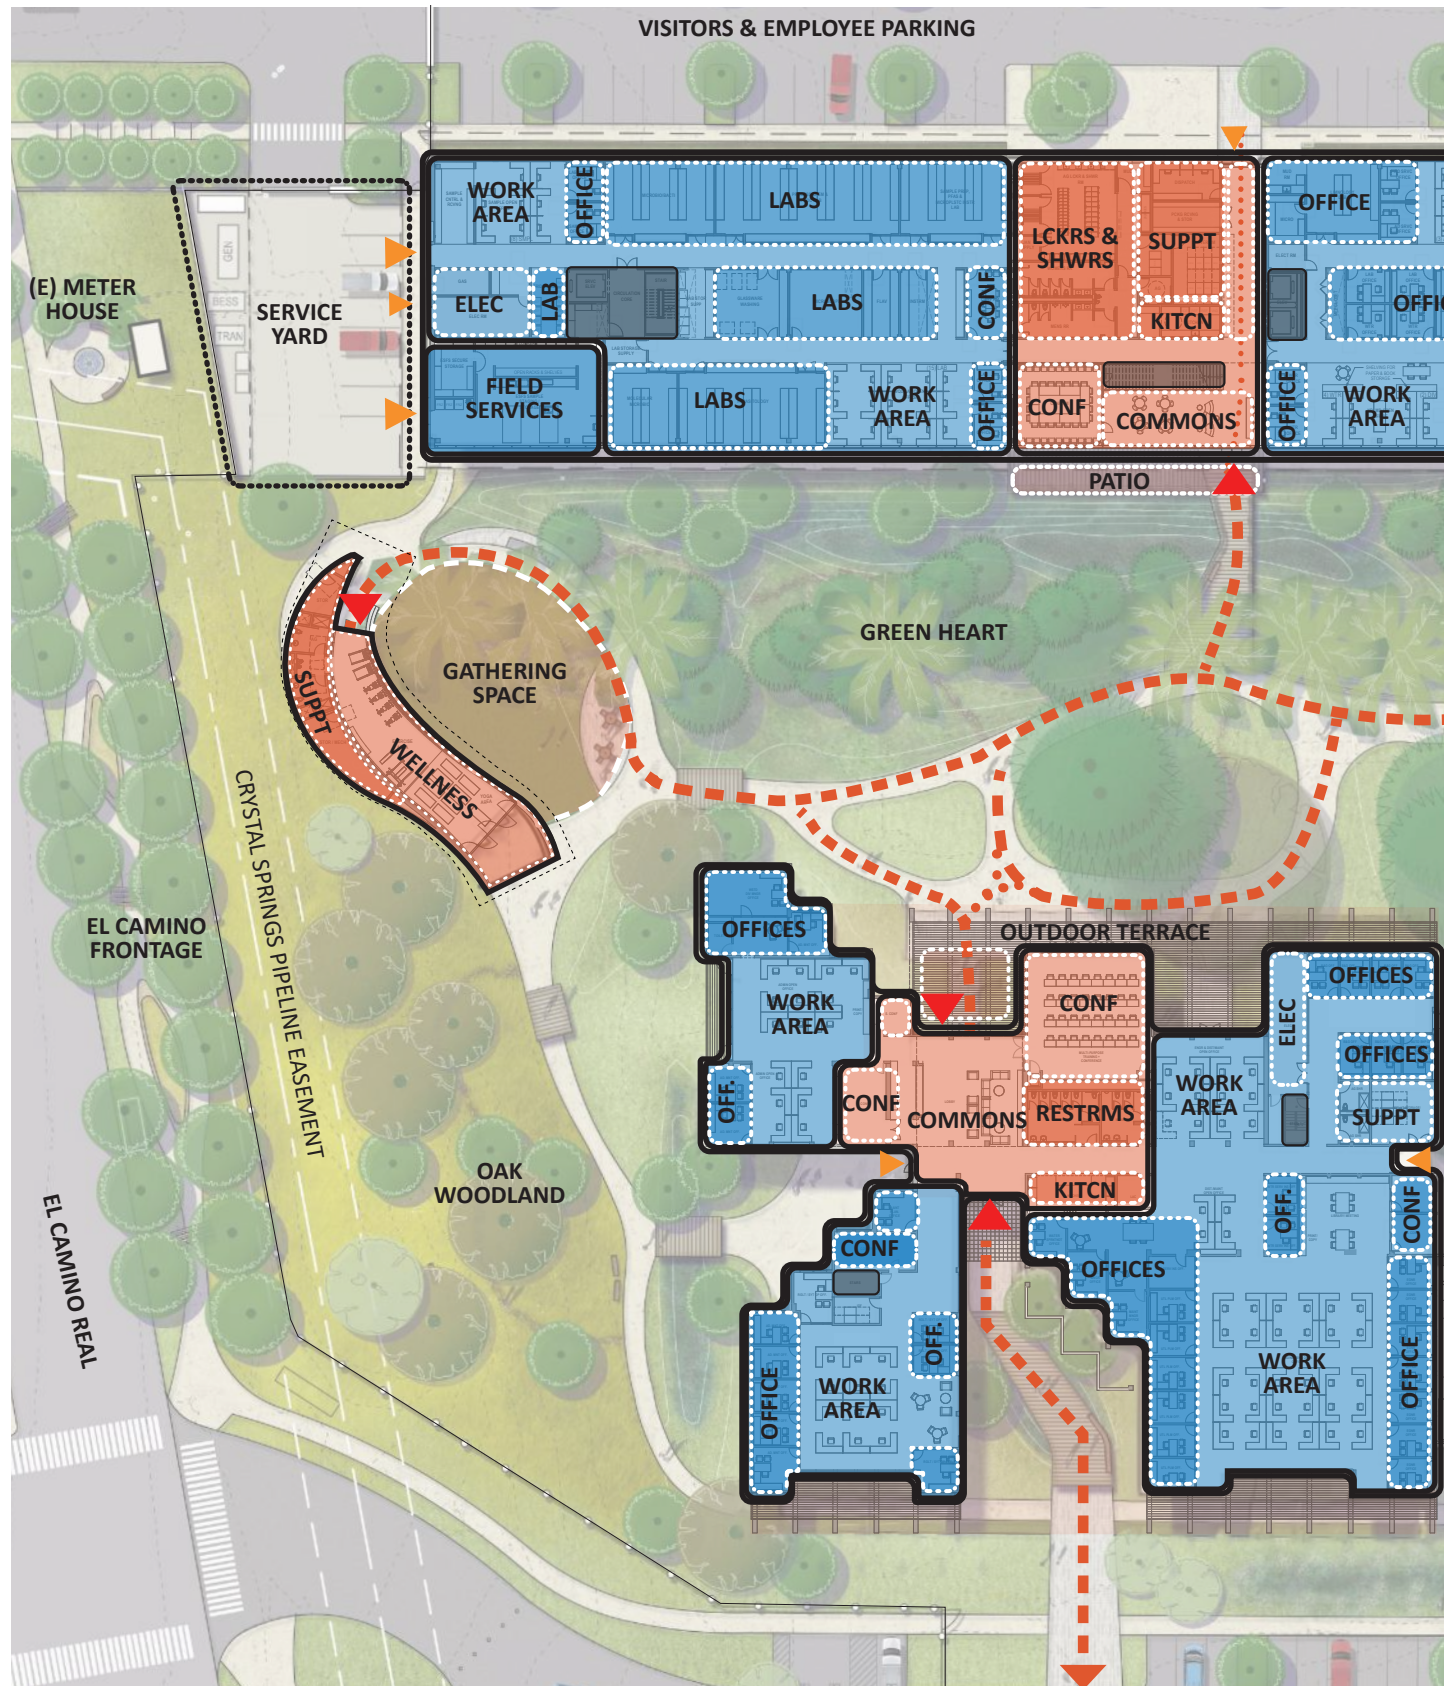 VISITORS & EMPLOYEE PARKING
WORK
AREA
OFFICE
LABS
LCKRS &
SHWRS
SUPPT
OFFICE
(E) METER
HOUSE
GEN
BESS
TRAN
SERVICE
YARD
ELEC
LAB
LABS
CONF
KITCN
FIELD
SERVICES
LABS
WORK
AREA
OFFICE
CONF
COMMONS
OFFICE
WORK
AREA
PATIO
GREEN HEART
GATHERING
SPACE
SUPPT
WELLNESS
CRYSTAL SPRINGS PIPELINE EASEMENT
EL CAMINO
FRONTAGE
OFFICES
OUTDOOR TERRACE
WORK
AREA
CONF
ELEC
OFFICES
OFFICES
OFF.
CONF
COMMONS
RESTRMS
WORK
AREA
SUPPT
OAK
WOODLAND
KITCN
OFF.
CONF
CONF
OFFICES
EL CAMINO REAL
OFFICE
OFF.
WORK
AREA
WORK
AREA
OFFICE